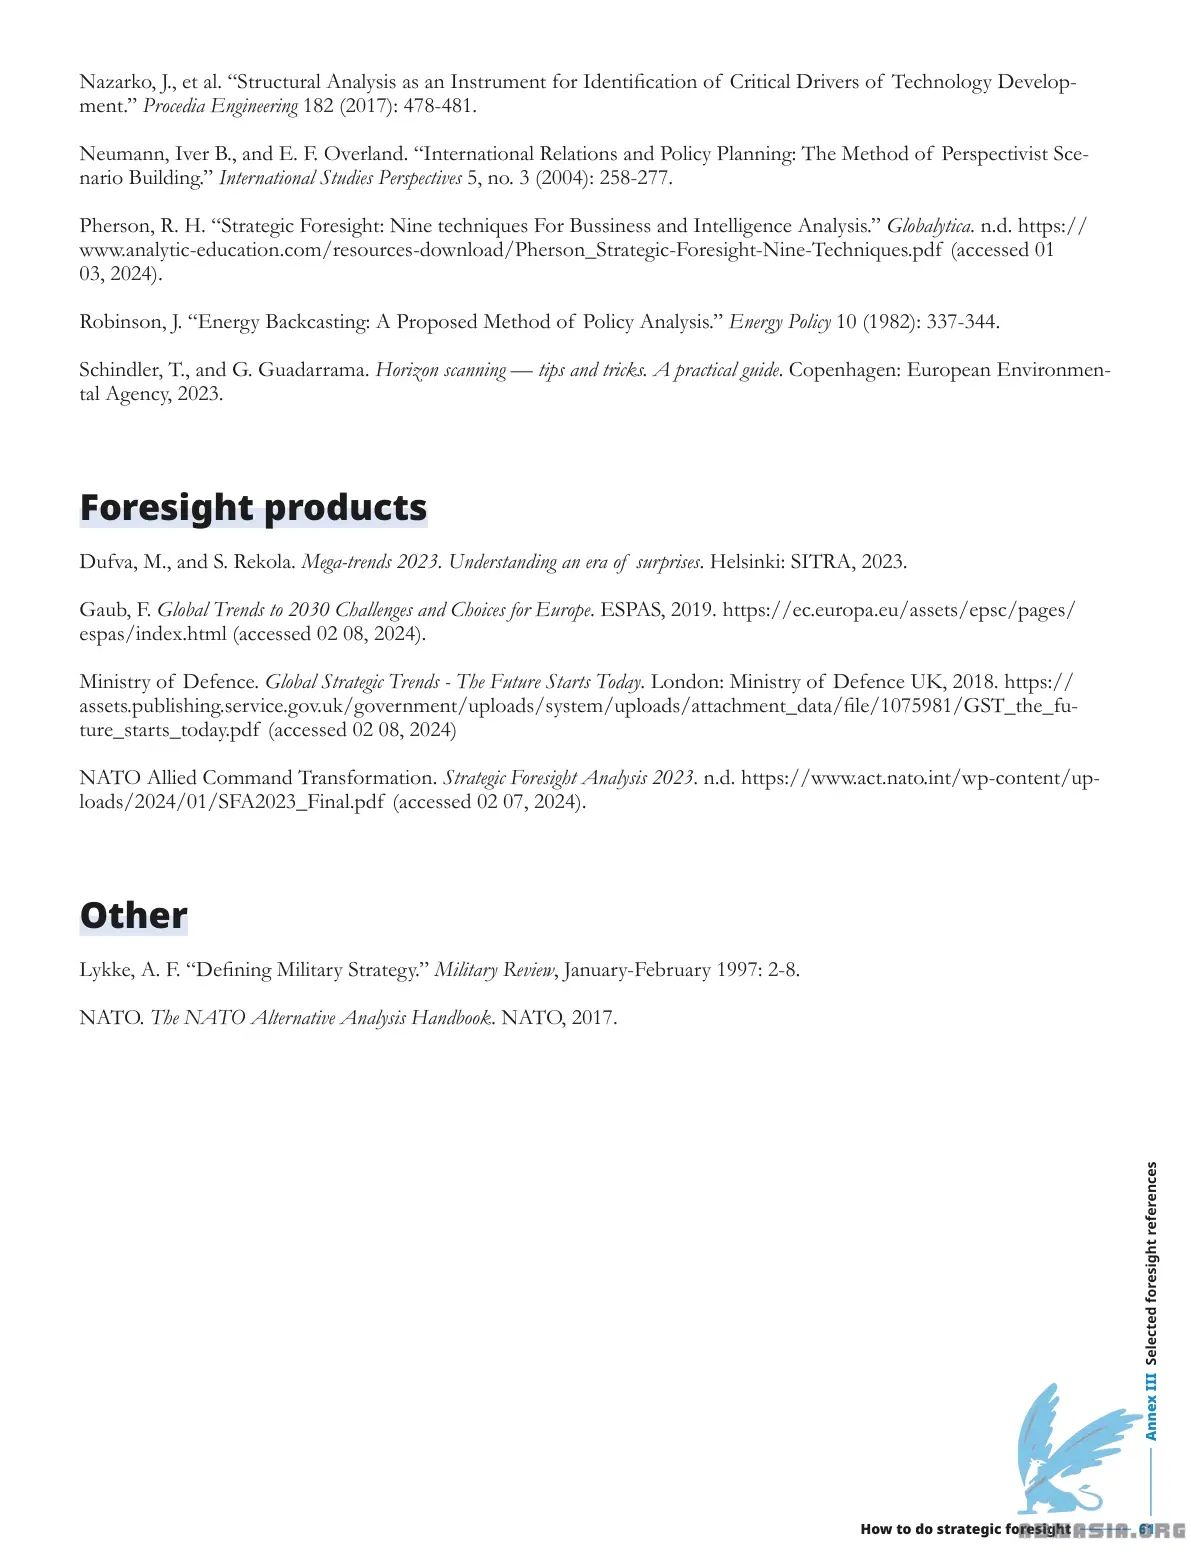 Nazarko, J., et al. “Structural Analysis as an Instrument for Identification of Critical Drivers of Technology Develop-
ment.” Procedia Engineering 182 (2017): 478-481.
Neumann, Iver B., and E. F. Overland. “International Relations and Policy Planning: The Method of Perspectivist Sce-
nario Building.” International Studies Perspectives 5, no. 3 (2004): 258-277.
Pherson, R. H. “Strategic Foresight: Nine techniques For Bussiness and Intelligence Analysis.” Globalytica. n.d. https://
www.analytic-education.com/resources-download/Pherson_Strategic-Foresight-Nine-Techniques.pdf (accessed 01
03, 2024).
Robinson, J. “Energy Backcasting: A Proposed Method of Policy Analysis.” Energy Policy 10 (1982): 337-344.
Schindler, T., and G. Guadarrama. Horizon scanning — tips and tricks. A practical guide. Copenhagen: European Environmen-
tal Agency, 2023.
Foresight products
Dufva, M., and S. Rekola. Mega-trends 2023. Understanding an era of surprises. Helsinki: SITRA, 2023.
Gaub, F. Global Trends to 2030 Challenges and Choices for Europe. ESPAS, 2019. https://ec.europa.eu/assets/epsc/pages/
espas/index.html (accessed 02 08, 2024).
Ministry of Defence. Global Strategic Trends - The Future Starts Today. London: Ministry of Defence UK, 2018. https://
assets.publishing.service.gov.uk/government/uploads/system/uploads/attachment_data/file/1075981/GST_the_fu-
ture_starts_today.pdf (accessed 02 08, 2024)
NATO Allied Command Transformation. Strategic Foresight Analysis 2023. n.d. https://www.act.nato.int/wp-content/up-
loads/2024/01/SFA2023_Final.pdf (accessed 02 07, 2024).
Other
Lykke, A. F. “Defining Military Strategy.” Military Review, January-February 1997: 2-8.
NATO. The NATO Alternative Analysis Handbook. NATO, 2017.
Annex III Selected foresight references
How to do strategic foresight 61